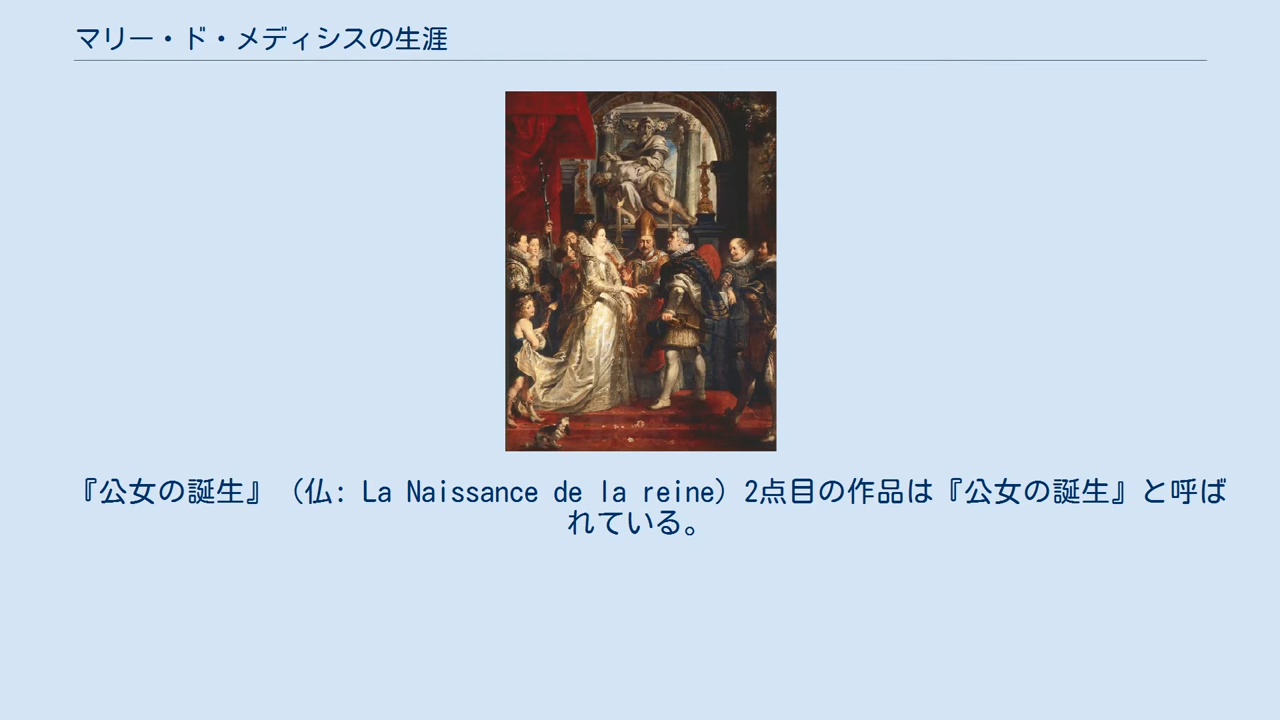 マリー・ド・メディシスの生涯
『公女の誕生』（仏: La Naissance de la reine）2点目の作品は『公女の誕生』と呼ば
れている。